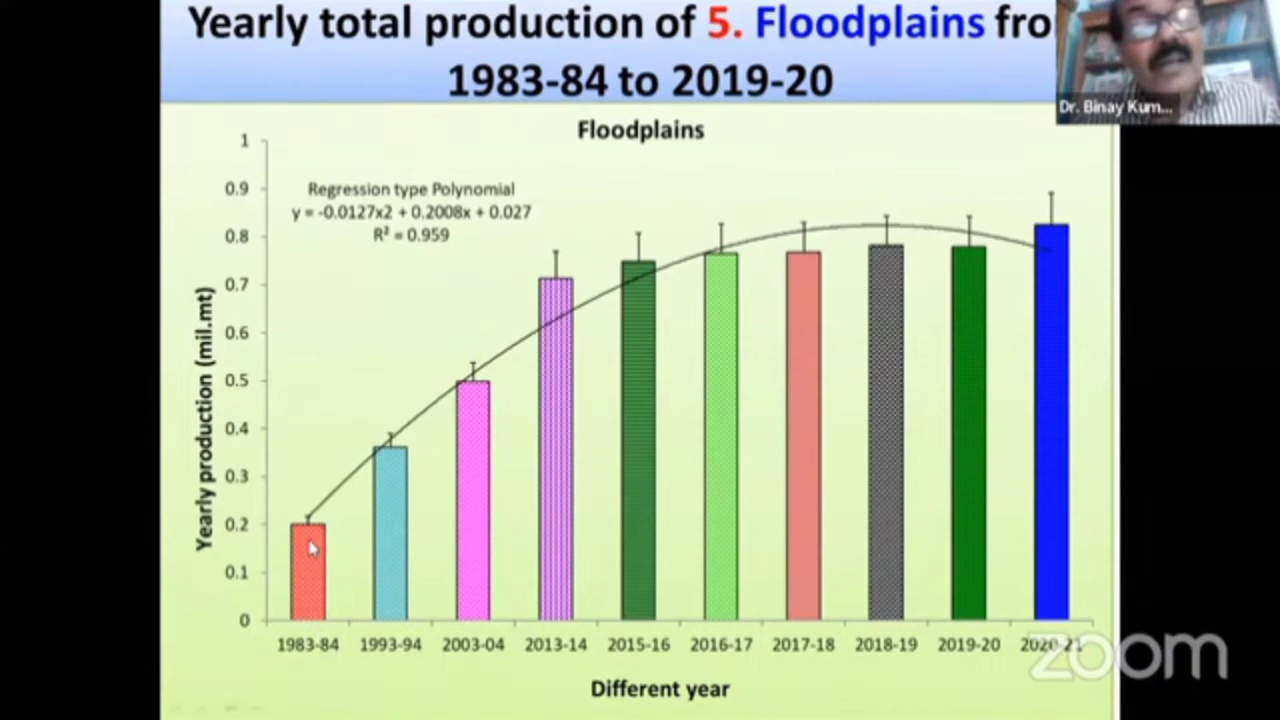 Yearly total production of 5. Floodplains fro
1983-84 to 2019-20
Dr. Binay Kum...
Floodplains
1
0.9
0.8
0.7
0.6
0.5
0.4
0.3
0.2
0.1
0
Regression type Polynomial
y = -0.0127x2 + 0.2008x + 0.027
R² = 0.959
Yearly production (mil.mt)
1983-84 1993-94 2003-04 2013-14 2015-16 2016-17 2017-18 2018-19 2019-20 2020-21
Different year
zoom